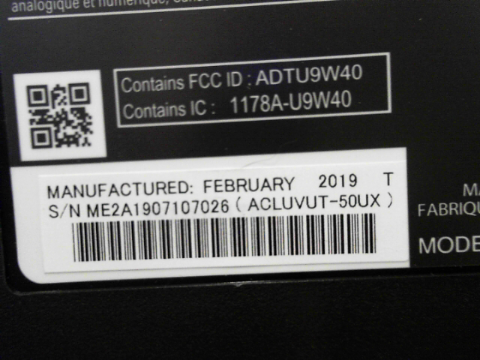 analogique et numérique,
Contains FCC ID : ADTU9W40
Contains IC : 1178A-U9W40
MANUFACTURED: FEBRUARY 2019 T
S/N ME2A1907107026 ( ACLUVUT-50UX )
MA
FABRIQU
MODE